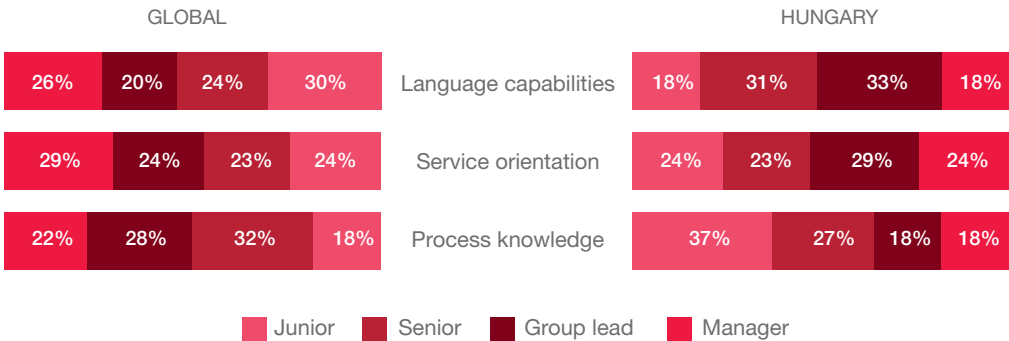 GLOBAL HUNGARY
26% 20% 24% 30% Language capabilities 18% 31% 33% 18%
29% 24% 23% 24% Service orientation 24% 23% 29% 24%
22% 28% 32% 18% Process knowledge 37% 27% 18% 18%
Junior Senior Group lead Manager